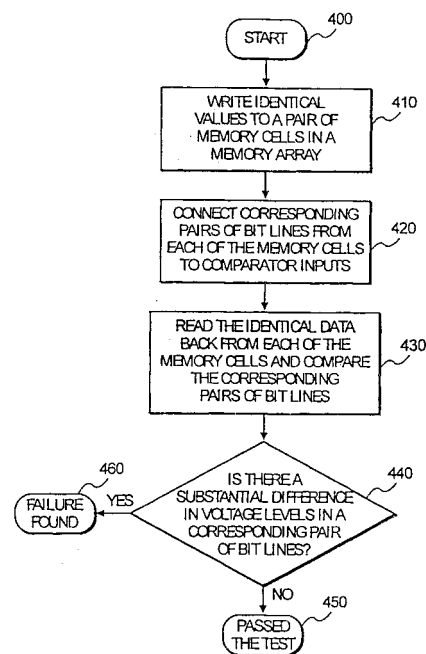 400
START
410
WRITE IDENTICAL
VALUES TO A PAIR OF
MEMORY CELLS IN A
MEMORY ARRAY
420
CONNECT CORRESPONDING
PAIRS OF BIT LINES FROM
EACH OF THE MEMORY CELLS
TO COMPARATOR INPUTS
430
READ THE IDENTICAL DATA
BACK FROM EACH OF THE
MEMORY CELLS AND COMPARE
THE CORRESPONDING
PAIRS OF BIT LINES
440
IS THERE A
SUBSTANTIAL DIFFERENCE
IN VOLTAGE LEVELS IN A
CORRESPONDING PAIR
OF BIT LINES?
460
YES
FAILURE
FOUND
NO
450
PASSED
THE TEST